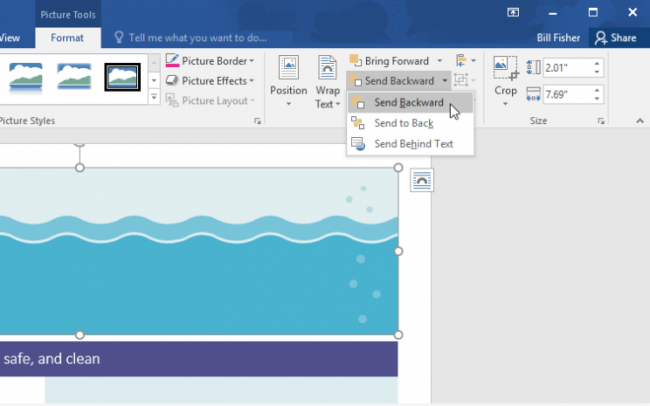 Picture Tools
View Format Tell me what you want to do... Bill Fisher Share
Picture Border
Picture Effects
Picture Layout
Position
Wrap
Text
Bring Forward
Send Backward
Send Backward
Send to Back
Send Behind Text
Crop
2.01"
7.69"
Picture Styles
Size
safe, and clean